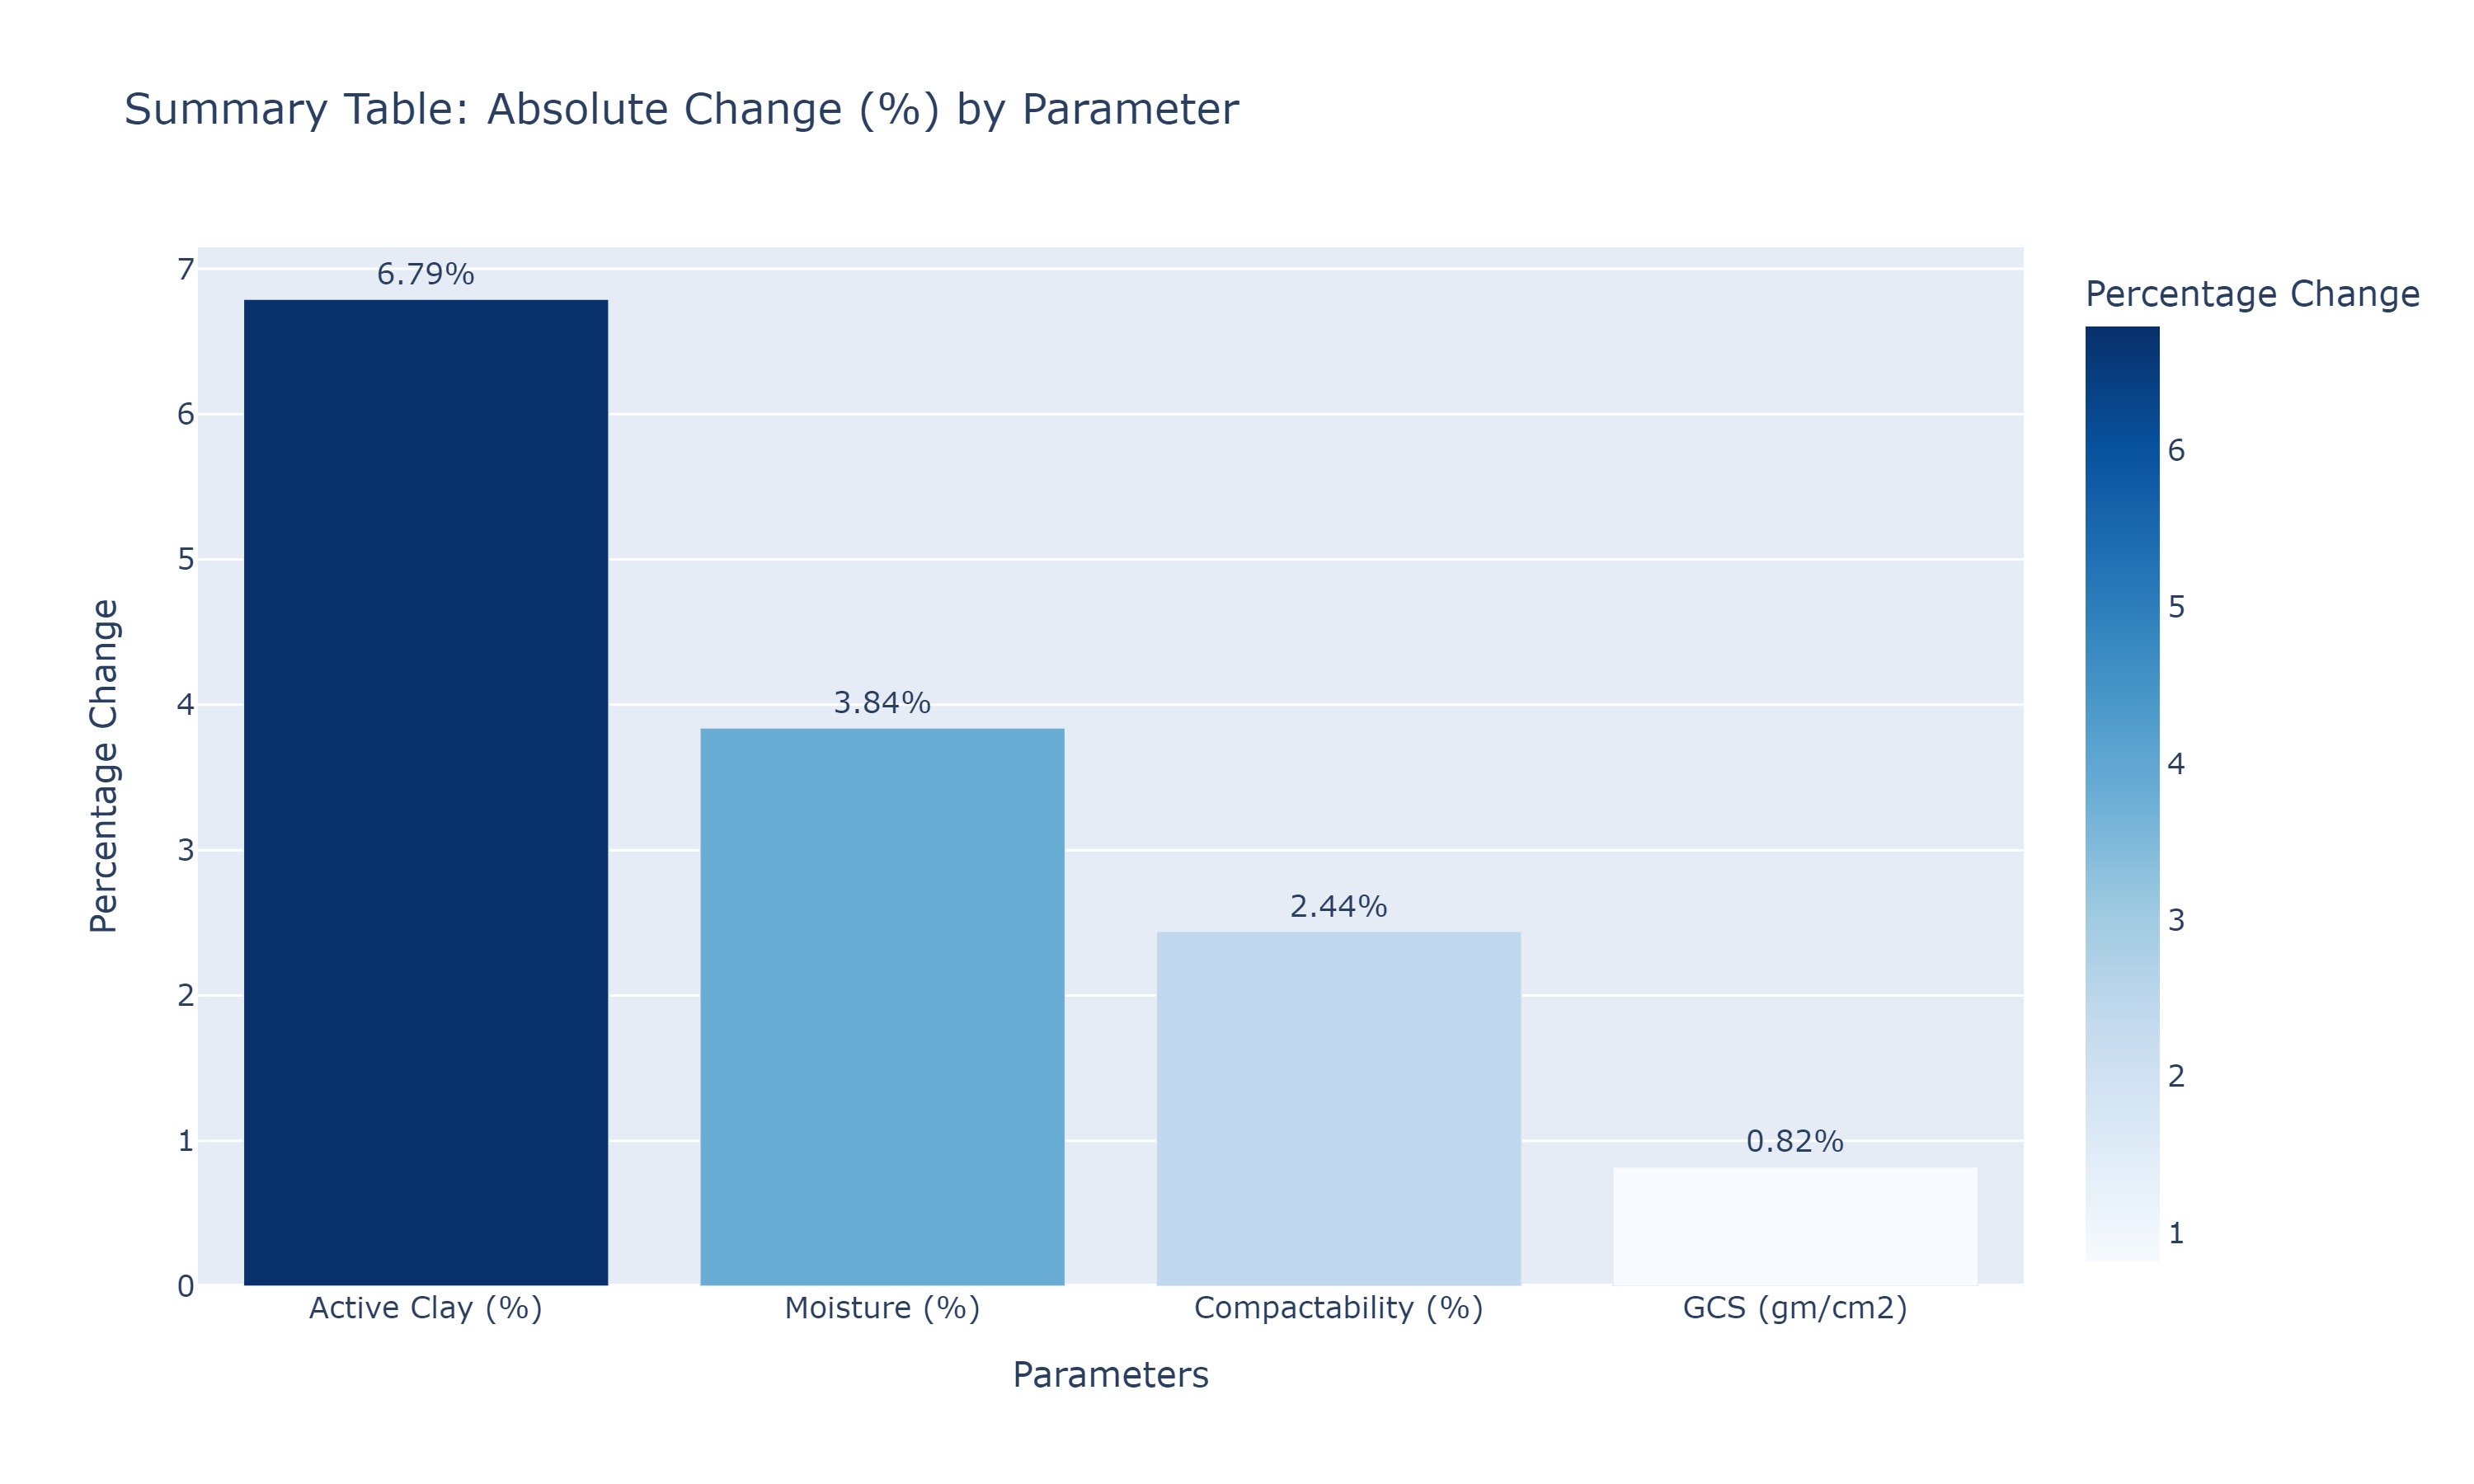 Summary Table: Absolute Change (%) by Parameter
Percentage Change
7
6
5
4
3
2
1
0
6.79%
3.84%
2.44%
0.82%
Active Clay (%)
Moisture (%)
Compactability (%)
GCS (gm/cm2)
Parameters
Percentage Change
6
5
4
3
2
1